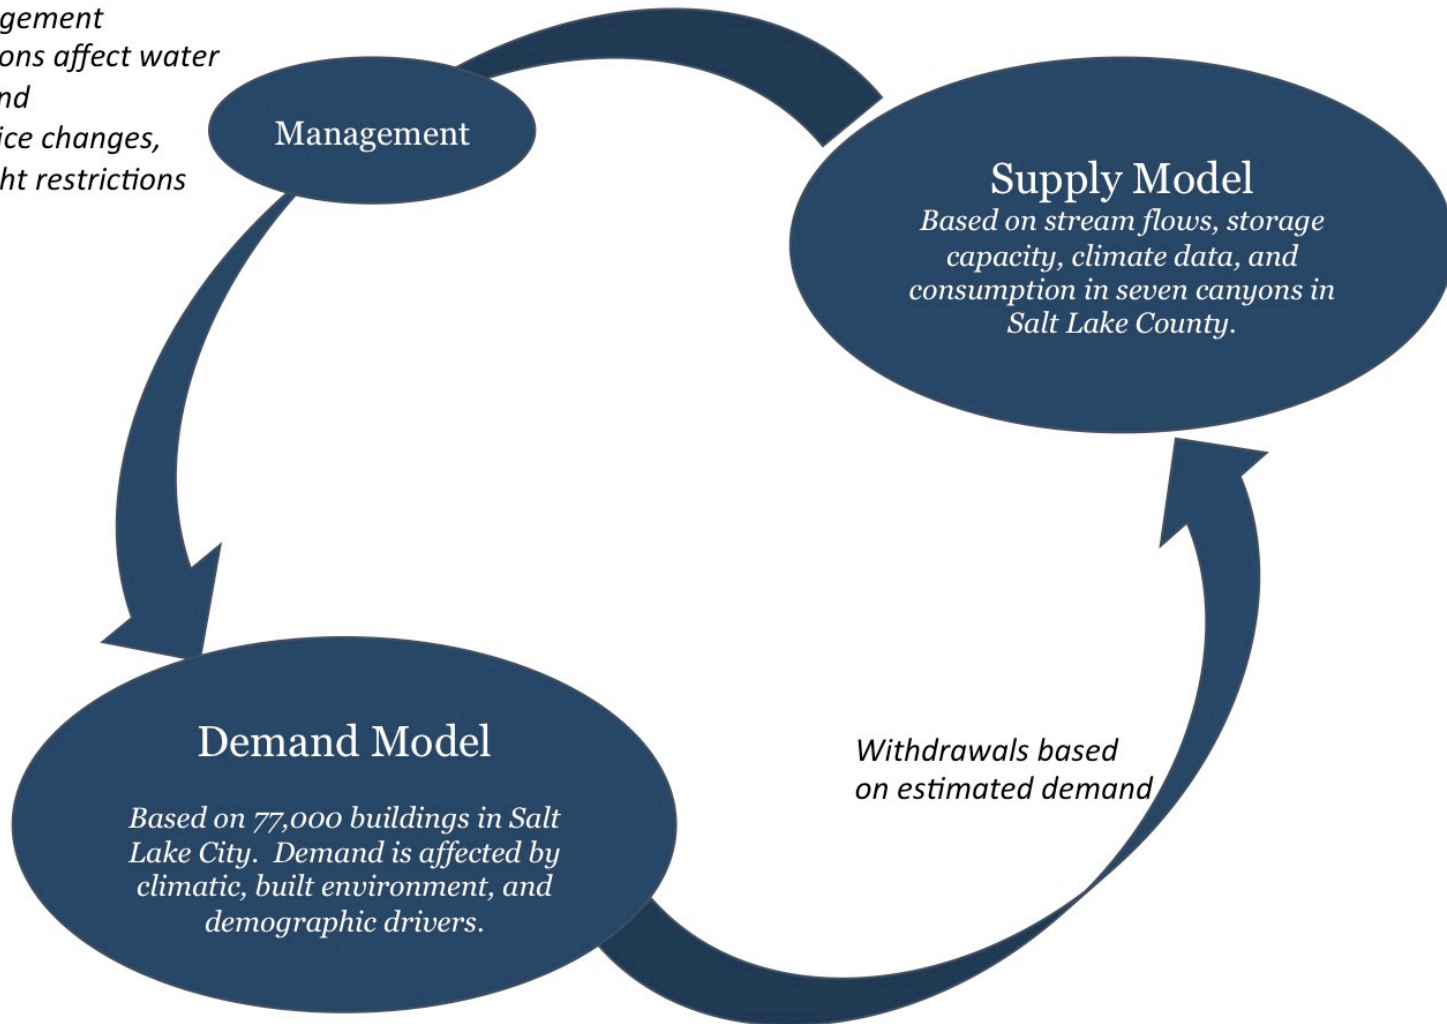 gement
ons affect water
nd
ice changes,
ht restrictions
Management
Supply Model
Based on stream flows, storage
capacity, climate data, and
consumption in seven canyons in
Salt Lake County.
Demand Model
Based on 77,000 buildings in Salt
Lake City.  Demand is affected by
climatic, built environment, and
demographic drivers.
Withdrawals based
on estimated demand